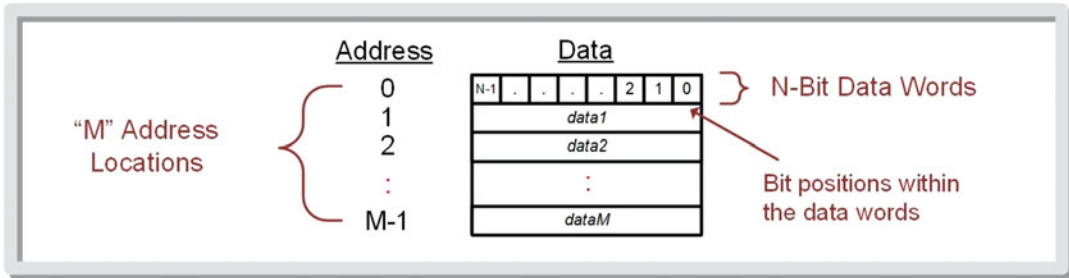 Address Data
0 N-1 . . . . 2 1 0 N-Bit Data Words
1 data1
"M" Address
Locations
2 data2
: :
Bit positions within
the data words
M-1 dataM